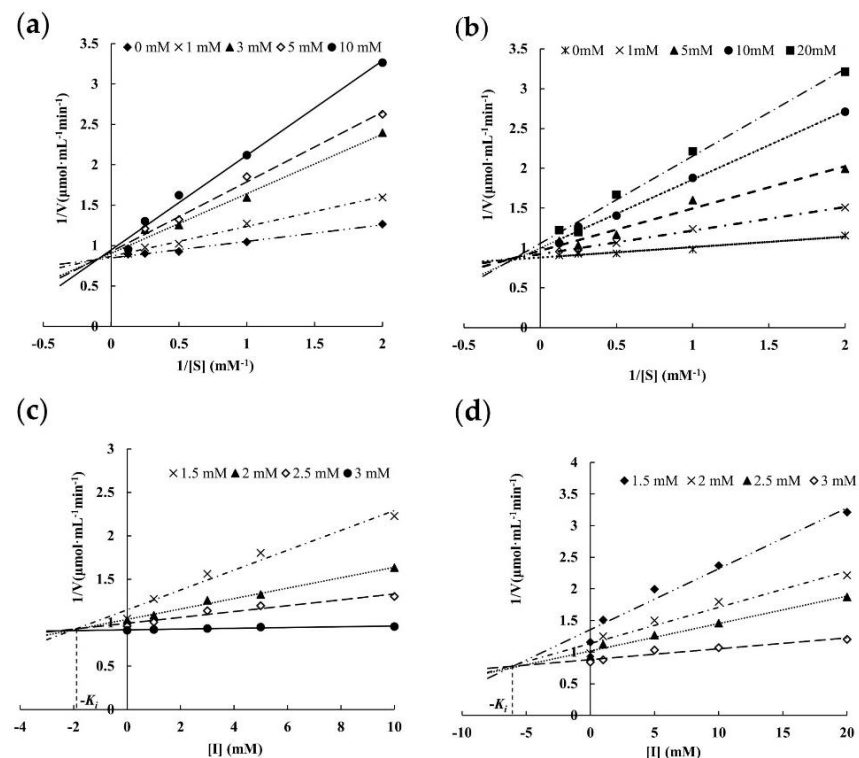 (a)
◆ 0 mM × 1 mM ▲ 3 mM ◇ 5 mM ● 10 mM
3.5
3
2.5
2
1.5
1
0.5
0
-0.5 0 0.5 1 1.5 2
1/V(μmol·mL⁻¹min⁻¹)
1/[S] (mM⁻¹)
(b)
0mM × 1mM ▲ 5mM ● 10mM ■ 20mM
3.5
3
2.5
2
1.5
1
0.5
0
-0.5 0 0.5 1 1.5 2
1/V(μmol·mL⁻¹min⁻¹)
1/[S] (mM⁻¹)
(c)
× 1.5 mM ▲ 2 mM ◇ 2.5 mM ● 3 mM
3
2.5
2
1.5
1
0.5
0
-Ki
-4 -2 0 2 4 6 8 10
1/V(μmol·mL⁻¹min⁻¹)
[I] (mM)
(d)
◆ 1.5 mM × 2 mM ▲ 2.5 mM ◇ 3 mM
4
3.5
3
2.5
2
1.5
1
0.5
0
-Ki
-10 -5 0 5 10 15 20
1/V(μmol·mL⁻¹min⁻¹)
[I] (mM)